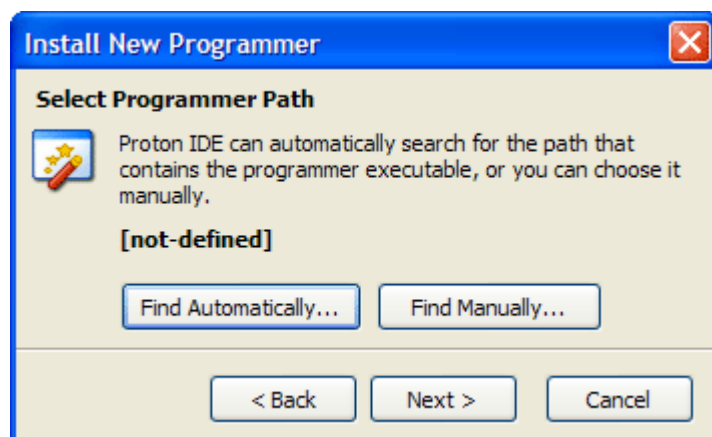 Install New Programmer
Select Programmer Path
Proton IDE can automatically search for the path that
contains the programmer executable, or you can choose it
manually.
[not-defined]
Find Automatically...
Find Manually...
< Back
Next >
Cancel